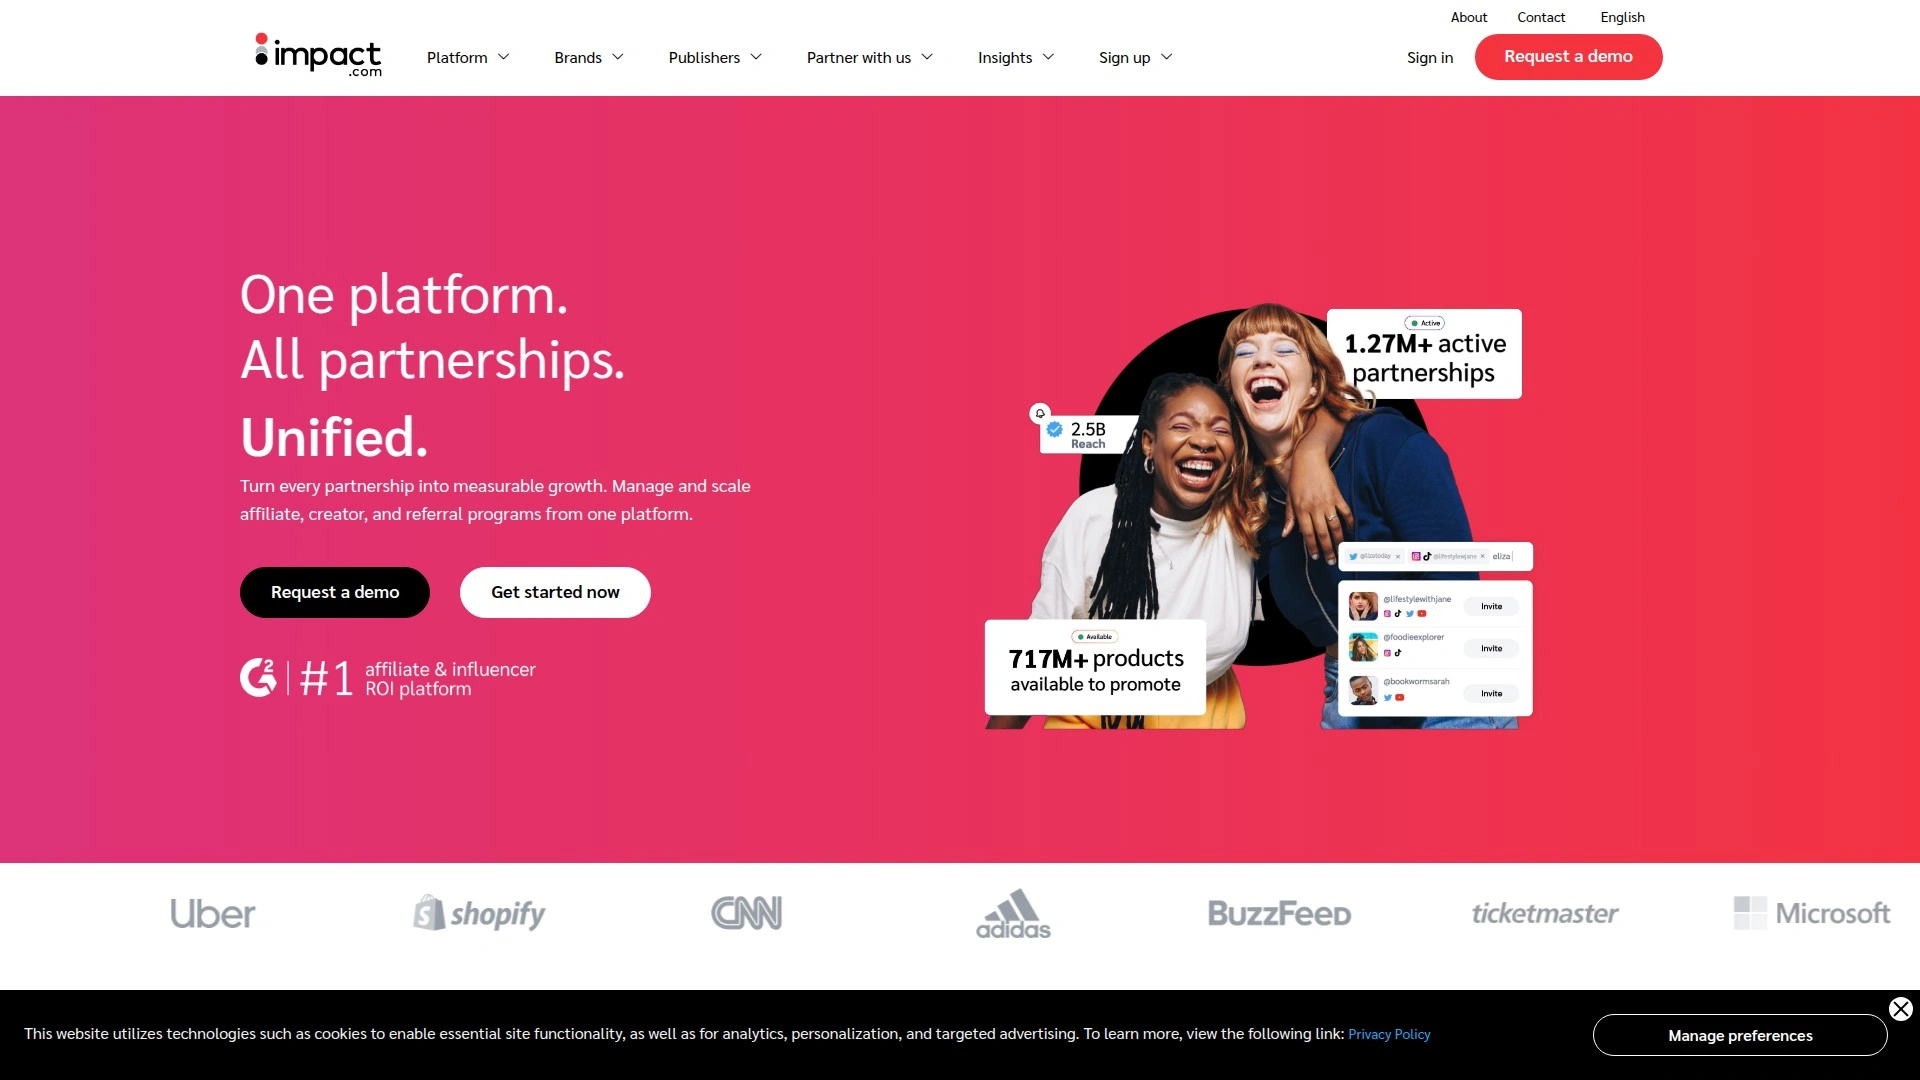 About
Contact
English
impact
.com
Platform
Brands
Publishers
Partner with us
Insights
Sign up
Sign in
Request a demo
One platform.
All partnerships.
Unified.
Turn every partnership into measurable growth. Manage and scale
affiliate, creator, and referral programs from one platform.
Request a demo
Get started now
G2
#1
affiliate & influencer
ROI platform
Active
1.27M+ active
partnerships
2.5B
Reach
@lifestylewjane × eliza
@lifestylewithjane
Invite
@foodieexplorer
Invite
@bookwormsarah
Invite
Available
717M+ products
available to promote
Uber
shopify
CNN
adidas
BuzzFeed
ticketmaster
Microsoft
This website utilizes technologies such as cookies to enable essential site functionality, as well as for analytics, personalization, and targeted advertising. To learn more, view the following link: Privacy Policy
Manage preferences